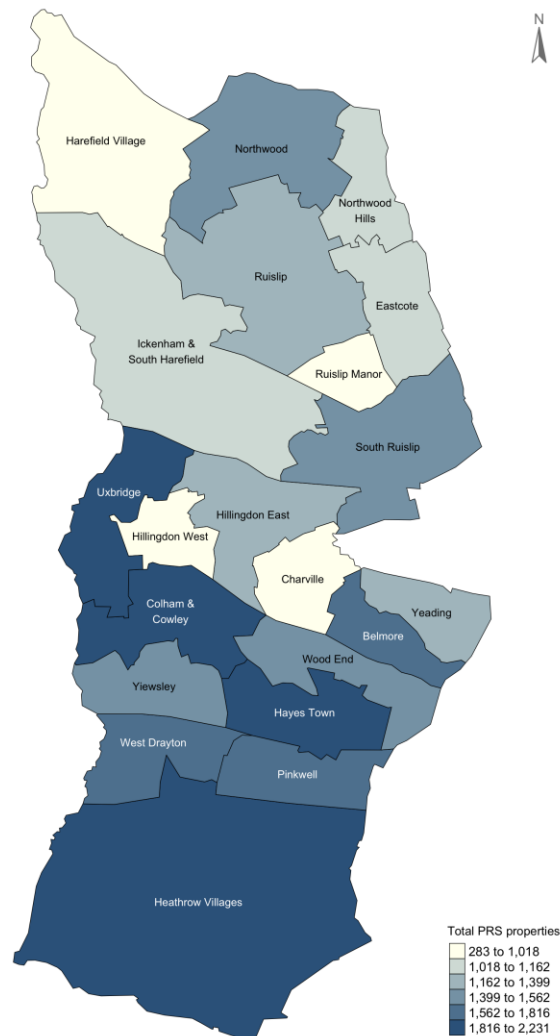 N
Harefield Village
Northwood
Northwood
Hills
Ruislip
Eastcote
Ickenham &
South Harefield
Ruislip Manor
South Ruislip
Uxbridge
Hillingdon East
Hillingdon West
Charville
Colham &
Cowley
Yeading
Belmore
Wood End
Yiewsley
Hayes Town
West Drayton
Pinkwell
Heathrow Villages
Total PRS properties
283 to 1,018
1,018 to 1,162
1,162 to 1,399
1,399 to 1,562
1,562 to 1,816
1,816 to 2,231